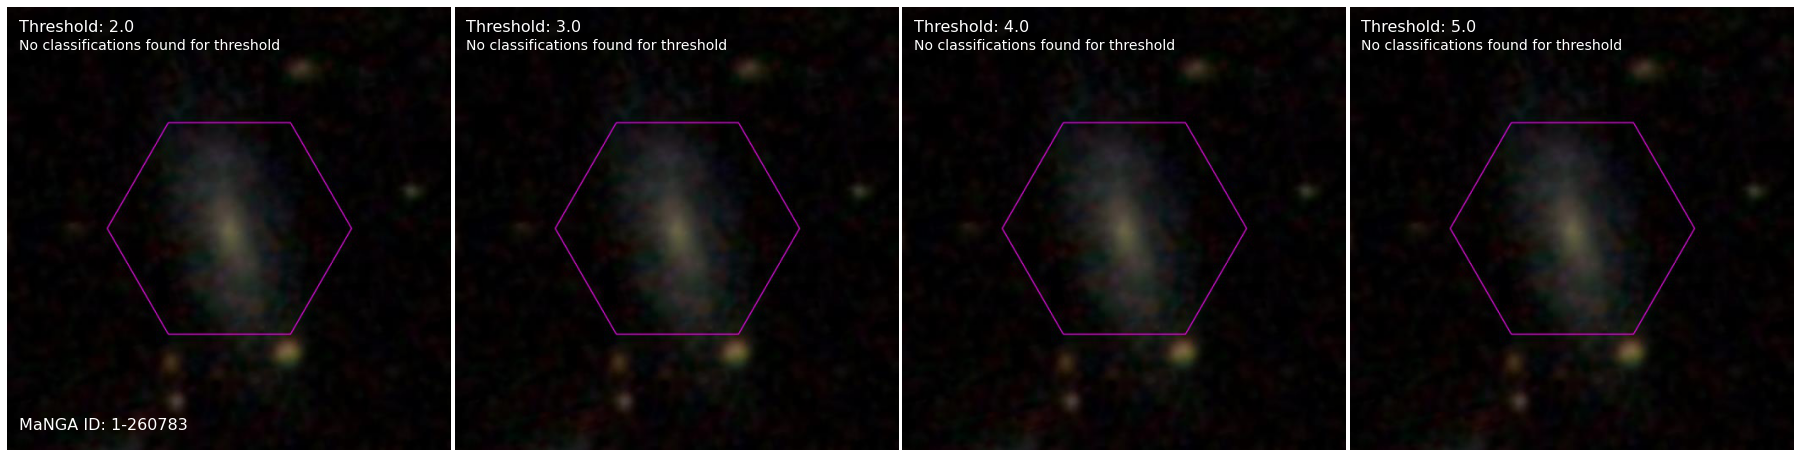 Threshold: 2.0
No classifications found for threshold
MaNGA ID: 1-260783
Threshold: 3.0
No classifications found for threshold
Threshold: 4.0
No classifications found for threshold
Threshold: 5.0
No classifications found for threshold